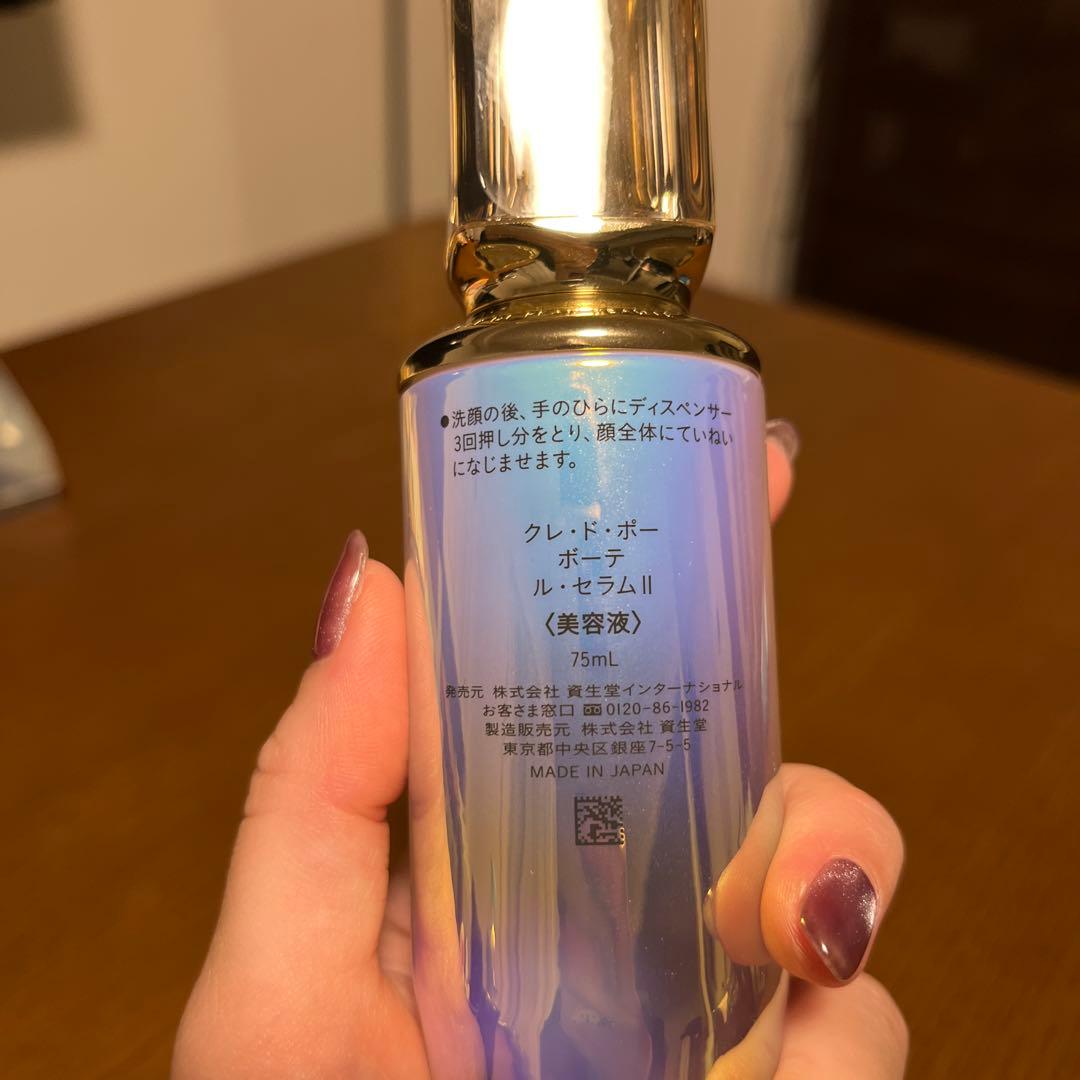 ●洗顔の後、手のひらにディスペンサー
3回押し分をとり、顔全体にていねい
になじませます。
クレ・ド・ポー
ボーテ
ル・セラムⅡ
〈美容液〉
75mL
発売元 株式会社 資生堂インターナショナル
お客さま窓口 0120-86-1982
製造販売元 株式会社 資生堂
東京都中央区銀座7-5-5
MADE IN JAPAN